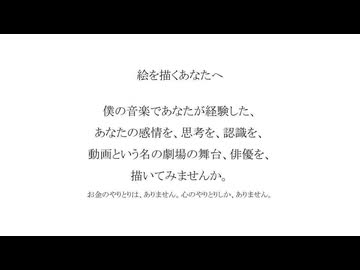 絵を描くあなたへ
僕の音楽であなたが経験した、
あなたの感情を、思考を、認識を、
動画という名の劇場の舞台、俳優を、
描いてみませんか。
お金のやりとりは、ありません。心のやりとりしか、ありません。